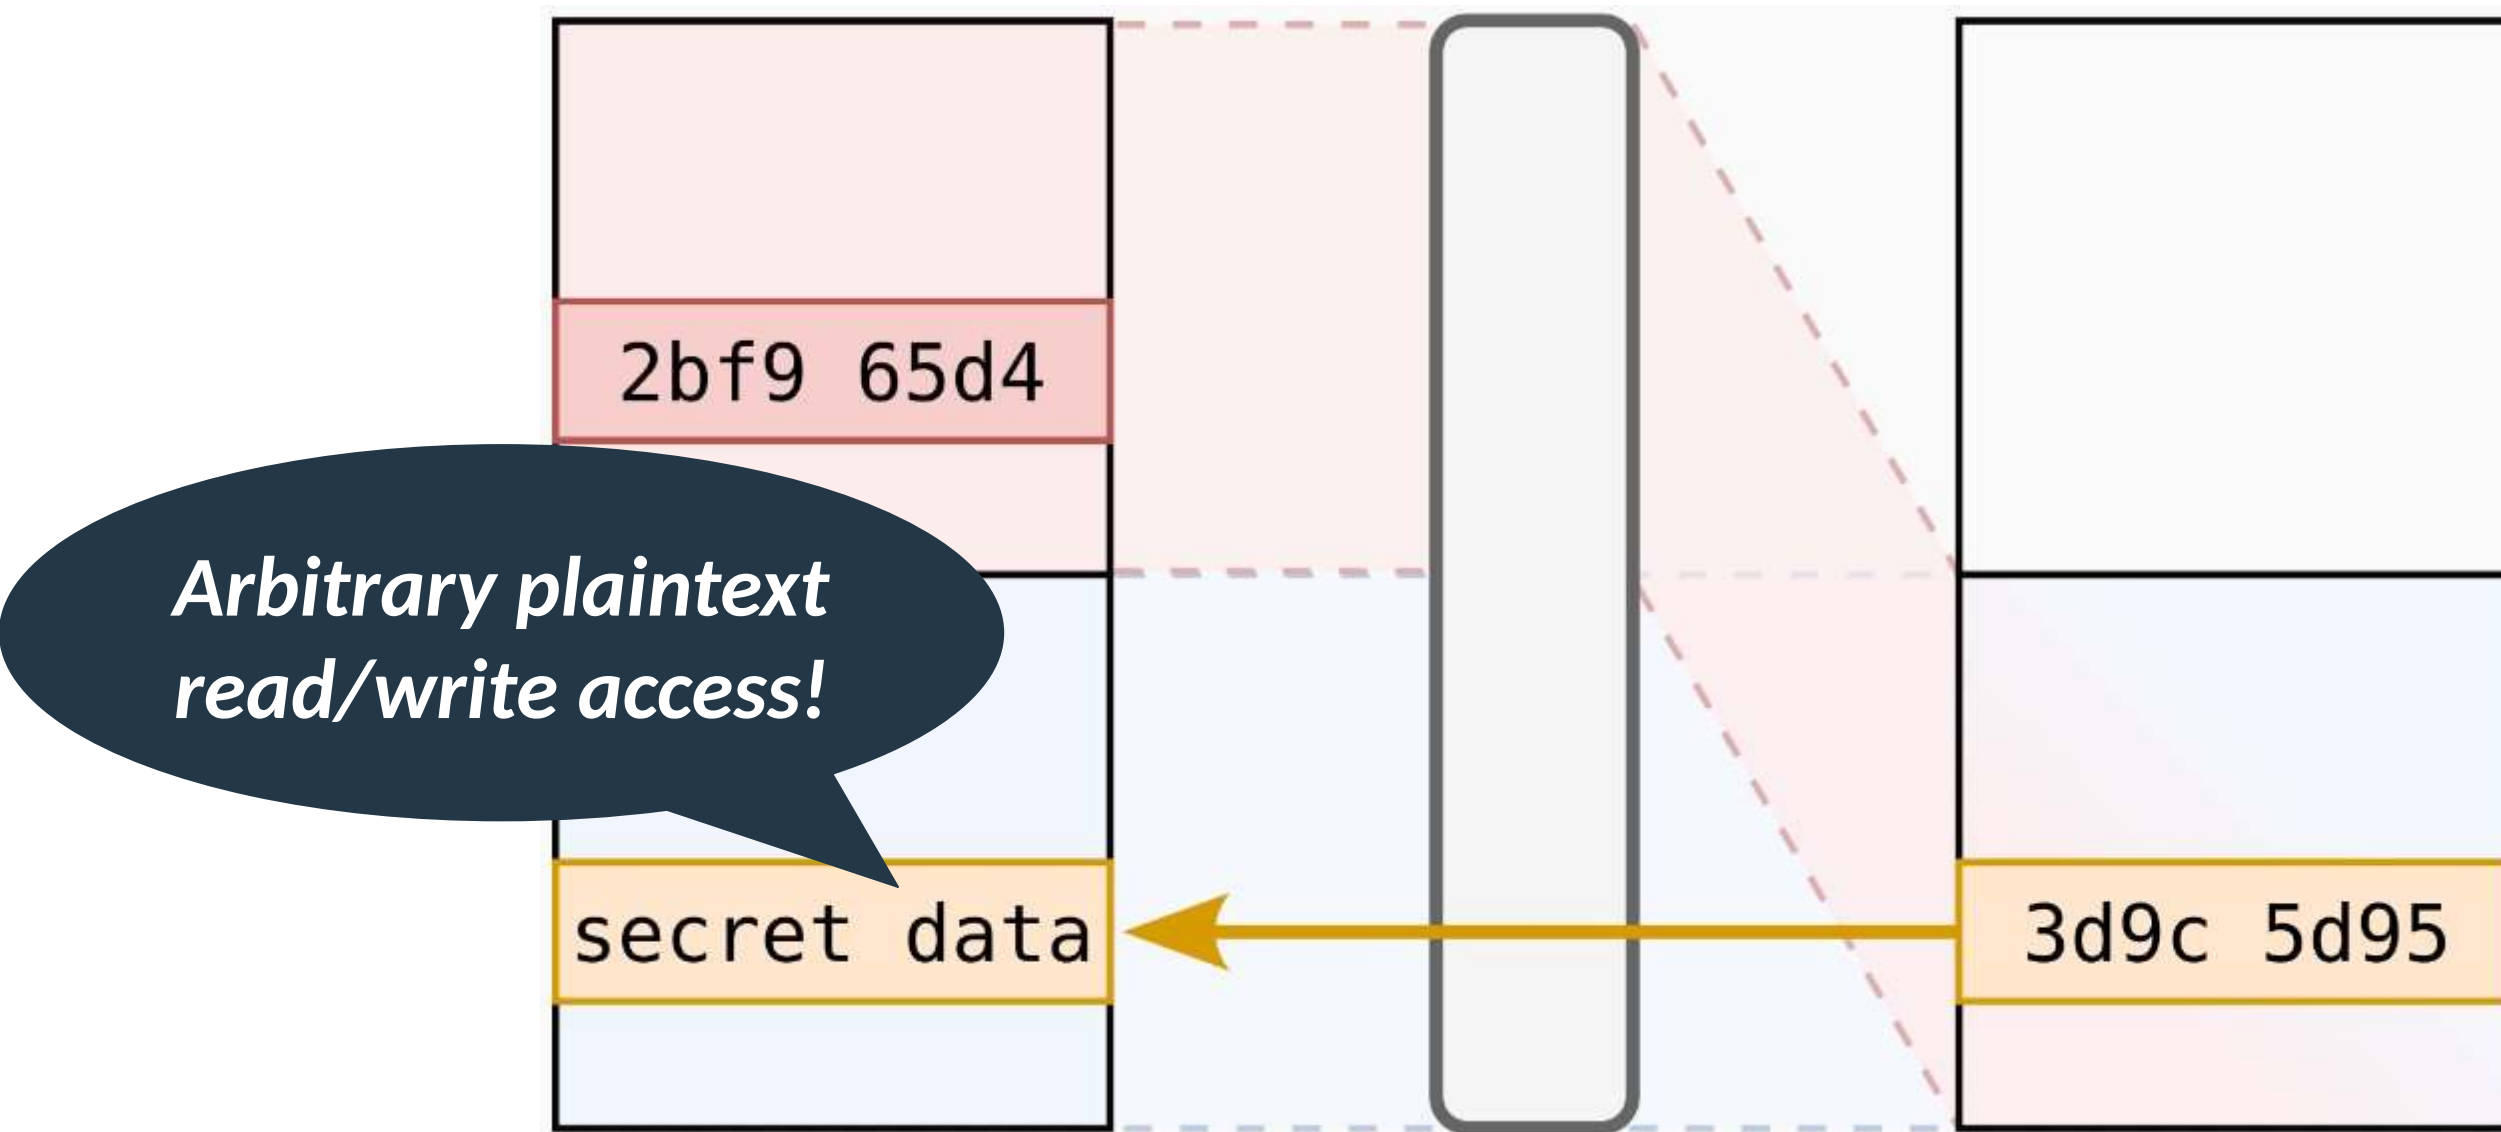 2bf9 65d4
Arbitrary plaintext
read/write access!
secret data
3d9c 5d95